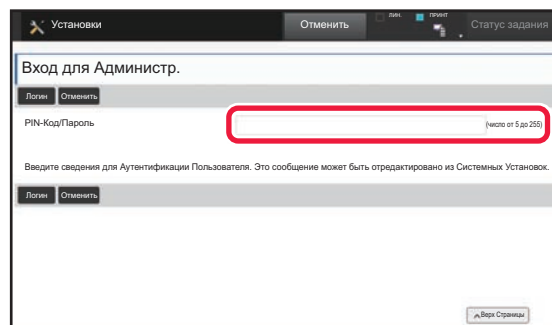 Установки
Отменить
ЛИН.
ПРИНТ
Статус задания
Вход для Администр.
Логин Отменить
PIN-Код/Пароль
(число от 5 до 255)
Введите сведения для Аутентификации Пользователя. Это сообщение может быть отредактировано из Системных Установок.
Логин Отменить
Верх Страницы